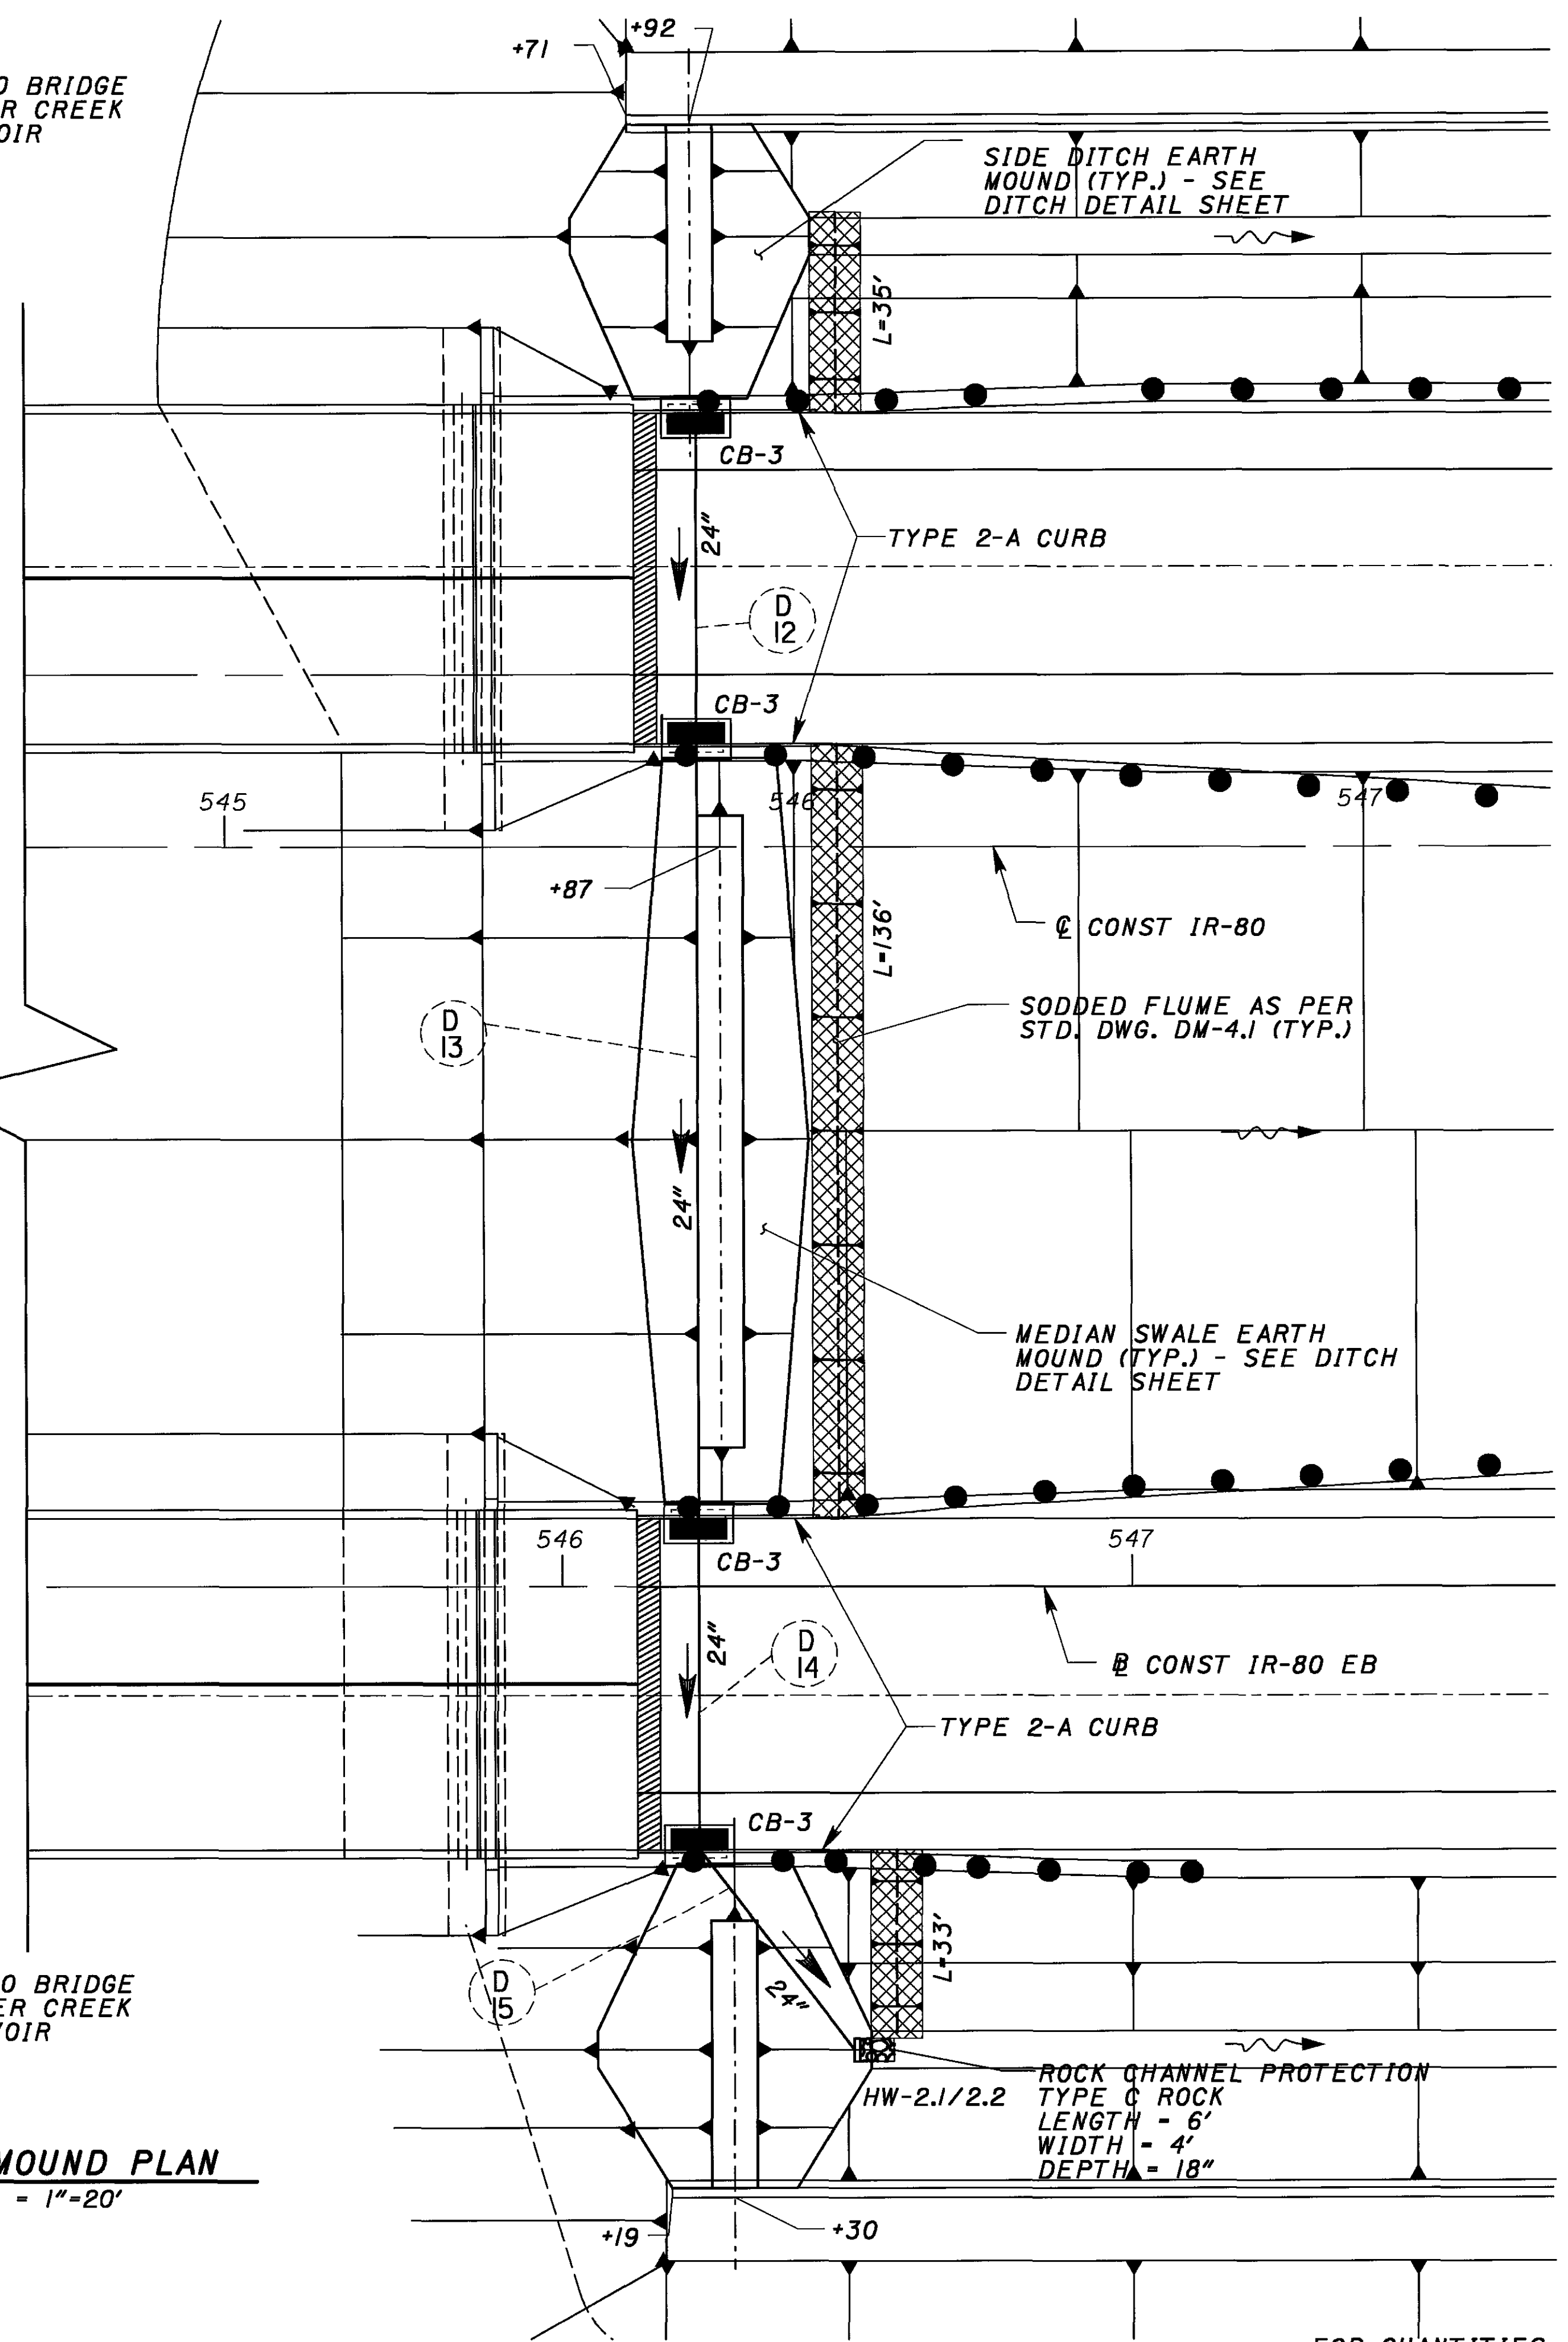 +92
+71
BRIDGE
CREEK
SIDE DITCH EARTH
MOUND (TYP.) - SEE
DITCH DETAIL SHEET
L=35'
CB-3
24"
TYPE 2-A CURB
D
12
CB-3
545
546
547
+87
L=136'
℄ CONST IR-80
SODDED FLUME AS PER
STD. DWG. DM-4.1 (TYP.)
D
13
24"
MEDIAN SWALE EARTH
MOUND (TYP.) - SEE DITCH
DETAIL SHEET
546
547
CB-3
24"
D
14
BL CONST IR-80 EB
TYPE 2-A CURB
CB-3
L=33'
D
15
24"
BRIDGE
CREEK
ROCK CHANNEL PROTECTION
HW-2.1/2.2
TYPE C ROCK
LENGTH = 6'
WIDTH = 4'
DEPTH = 18"
MOUND PLAN
= 1"=20'
+19
+30